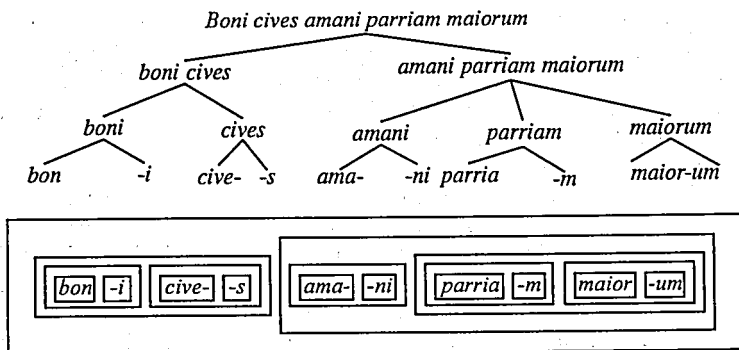 Boni cives amani parriam maiorum
boni cives amani parriam maiorum
boni cives amani parriam maiorum
bon -i cive- -s ama- -ni parria -m maior-um
bon -i cive- -s ama- -ni parria -m maior -um